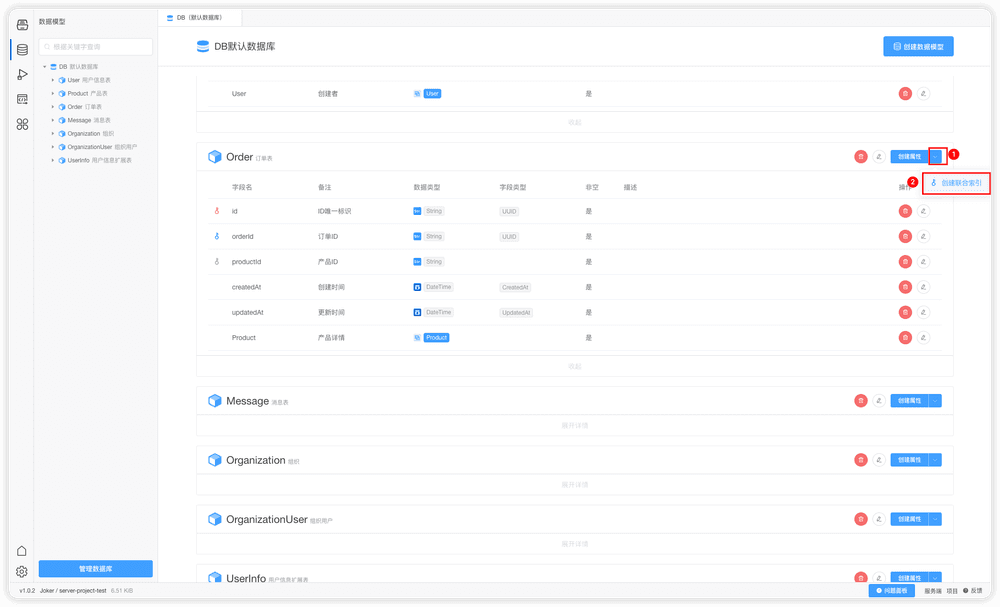 数据模型
DB（默认数据库）
根据关键字查询
DB 默认数据库
User 用户信息表
Product 产品表
Order 订单表
Message 消息表
Organization 组织
OrganizationUser 组织用户
UserInfo 用户信息扩展表
管理数据库
DB默认数据库
创建数据模型
User 创建者 User 是
收起
Order 订单表 创建属性 1
2 创建联合索引
字段名 备注 数据类型 字段类型 非空 描述 操作
id ID唯一标识 String UUID 是
orderId 订单ID String UUID 是
productId 产品ID String 是
createdAt 创建时间 DateTime CreatedAt 是
updatedAt 更新时间 DateTime UpdatedAt 是
Product 产品详情 Product 是
收起
Message 消息表 创建属性
展开详情
Organization 组织 创建属性
展开详情
OrganizationUser 组织用户 创建属性
展开详情
UserInfo 用户信息扩展表 创建属性
v1.0.2 Joker / server-project-test 6.51 KiB
问题面板 服务端 项目 反馈